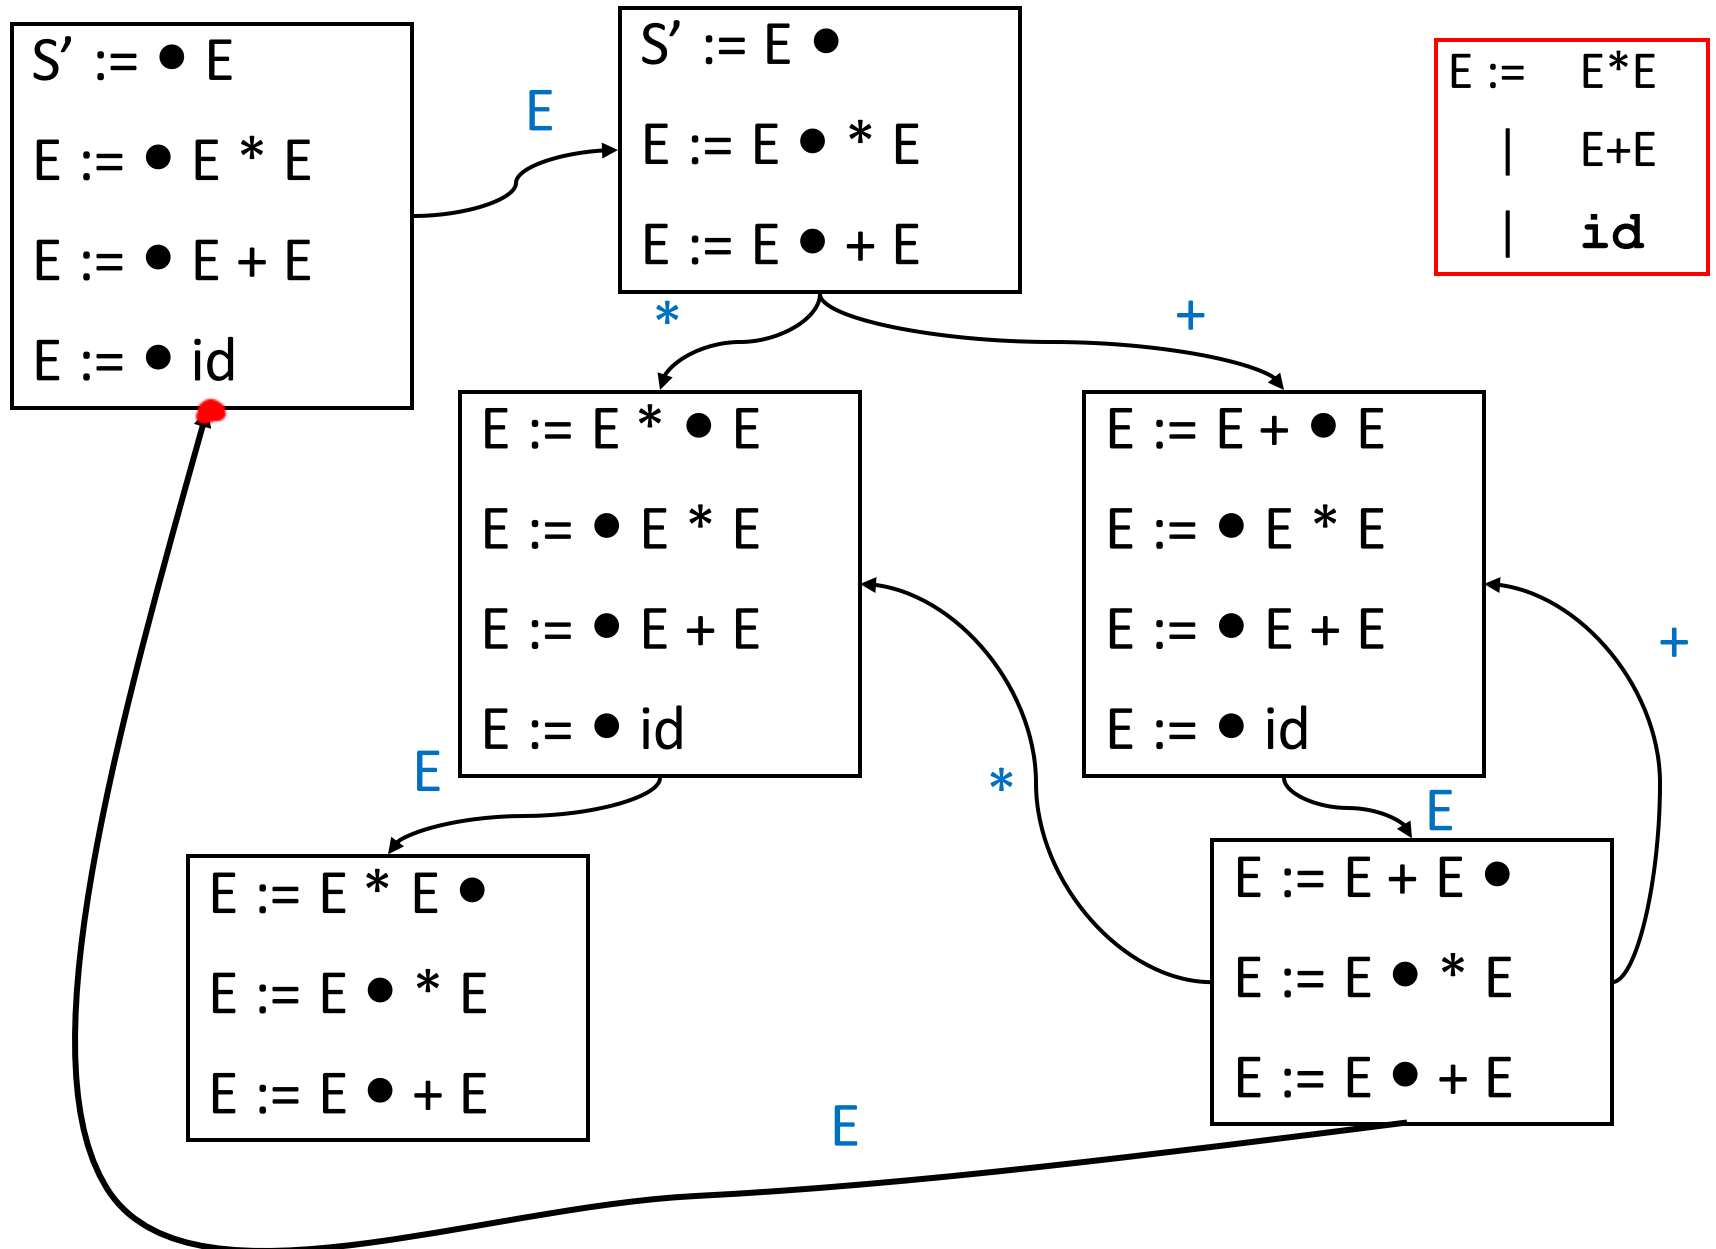 S’ := ● E
E := ● E * E
E := ● E + E
E := ● id
E
S’ := E ●
E := E ● * E
E := E ● + E
E := E*E
| E+E
| id
*
+
E := E * ● E
E := ● E * E
E := ● E + E
E := ● id
E := E + ● E
E := ● E * E
E := ● E + E
E := ● id
+
E
*
E
E := E * E ●
E := E ● * E
E := E ● + E
E := E + E ●
E := E ● * E
E := E ● + E
E